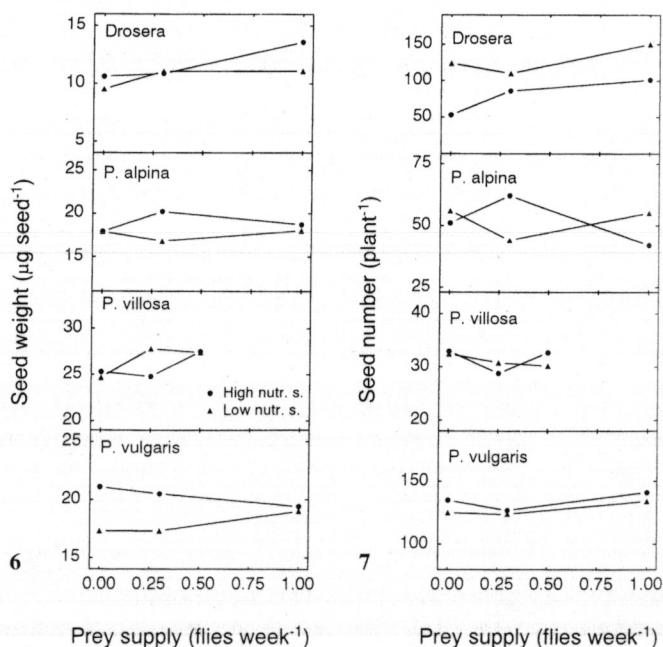 Seed weight (µg seed⁻¹)
15
Drosera
10
5
25
P. alpina
20
15
P. villosa
30
25
● High nutr. s.
▲ Low nutr. s.
20
25
P. vulgaris
20
15
0.00 0.25 0.50 0.75 1.00
Prey supply (flies week⁻¹)
6
Seed number (plant⁻¹)
150
Drosera
100
50
75
P. alpina
50
25
40
P. villosa
30
20
P. vulgaris
150
100
0.00 0.25 0.50 0.75 1.00
Prey supply (flies week⁻¹)
7